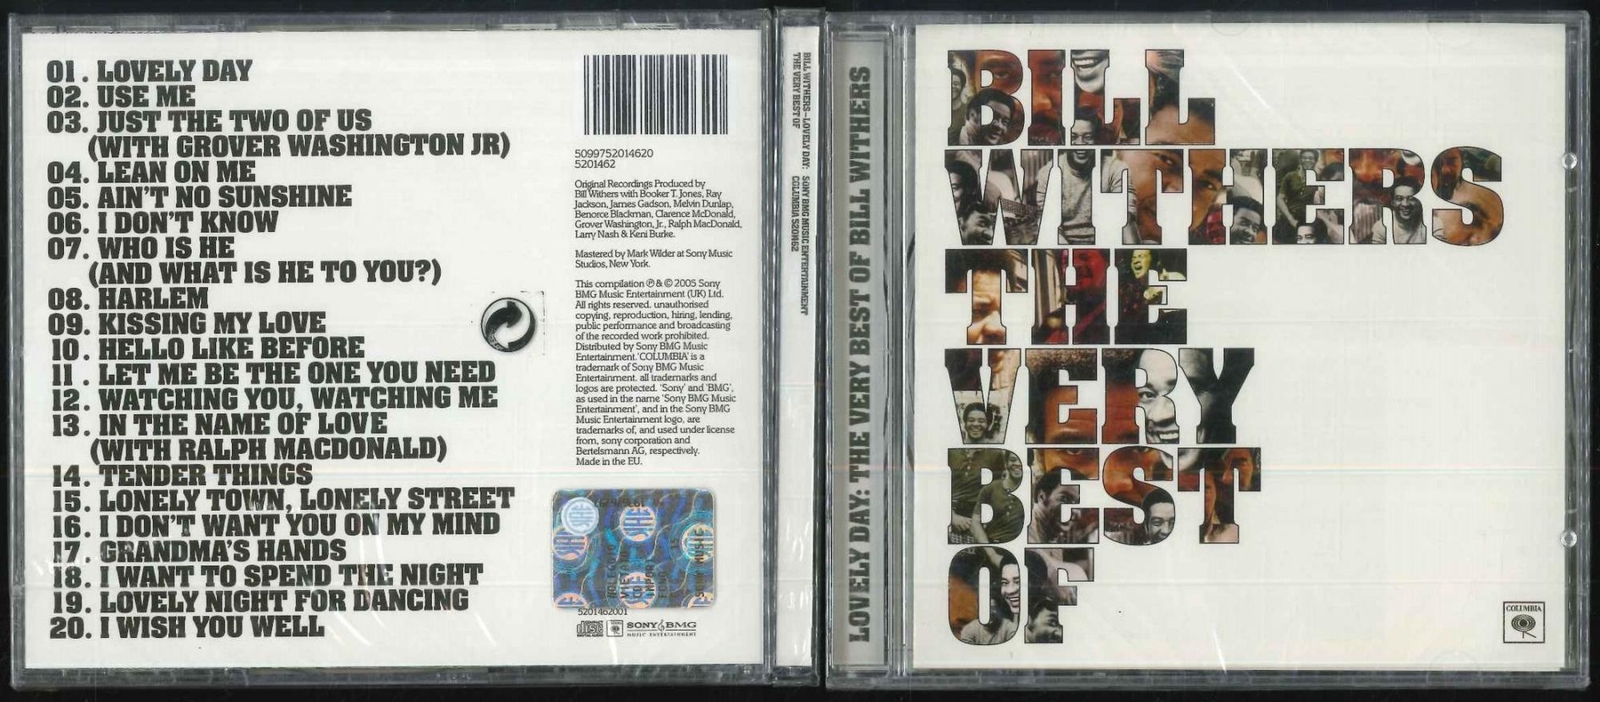 01. LOVELY DAY
02. USE ME
03. JUST THE TWO OF US
(WITH GROVER WASHINGTON JR)
04. LEAN ON ME
05. AIN'T NO SUNSHINE
06. I DON'T KNOW
07. WHO IS HE
(AND WHAT IS HE TO YOU?)
08. HARLEM
09. KISSING MY LOVE
10. HELLO LIKE BEFORE
11. LET ME BE THE ONE YOU NEED
12. WATCHING YOU, WATCHING ME
13. IN THE NAME OF LOVE
(WITH RALPH MACDONALD)
14. TENDER THINGS
15. LONELY TOWN, LONELY STREET
16. I DON'T WANT YOU ON MY MIND
17. GRANDMA'S HANDS
18. I WANT TO SPEND THE NIGHT
19. LOVELY NIGHT FOR DANCING
20. I WISH YOU WELL
5099752014620
5201462
Original Recordings Produced by
Bill Withers with Booker T. Jones, Ray
Jackson, James Gadson, Melvin Dunlap,
Benorce Blackman, Clarence McDonald,
Grover Washington, Jr., Ralph MacDonald,
Larry Nash & Keni Burke.
Mastered by Mark Wilder at Sony Music
Studios, New York.
This compilation ℗ & © 2005 Sony
BMG Music Entertainment (UK) Ltd.
All rights reserved. unauthorised
copying, reproduction, hiring, lending,
public performance and broadcasting
of the recorded work prohibited.
Distributed by Sony BMG Music
Entertainment. 'COLUMBIA' is a
trademark of Sony BMG Music
Entertainment. all trademarks and
logos are protected. 'Sony' and 'BMG',
as used in the name 'Sony BMG Music
Entertainment', and in the Sony BMG
Music Entertainment logo, are
trademarks of, and used under license
from, sony corporation and
Bertelsmann AG, respectively.
Made in the EU.
SONY MUSIC
5201462001
disc
SONY BMG
MUSIC ENTERTAINMENT
BILL WITHERS–LOVELY DAY: SONY BMG MUSIC ENTERTAINMENT
THE VERY BEST OF COLUMBIA 5201462
LOVELY DAY: THE VERY BEST OF BILL WITHERS
BILL
WITHERS
THE
VERY
BEST
OF
COLUMBIA